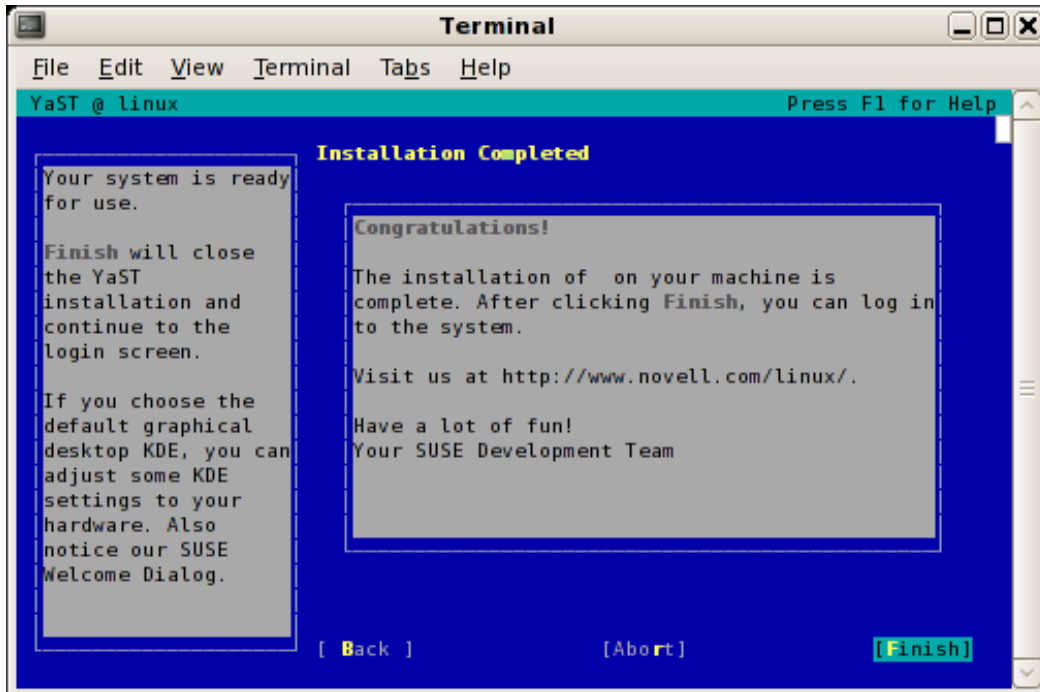 Terminal
File Edit View Terminal Tabs Help
YaST @ linux Press F1 for Help
Your system is ready
for use.
Finish will close
the YaST
installation and
continue to the
login screen.
If you choose the
default graphical
desktop KDE, you can
adjust some KDE
settings to your
hardware. Also
notice our SUSE
Welcome Dialog.
Installation Completed
Congratulations!
The installation of  on your machine is
complete. After clicking Finish, you can log in
to the system.
Visit us at http://www.novell.com/linux/.
Have a lot of fun!
Your SUSE Development Team
[ Back ] [Abort] [Finish]